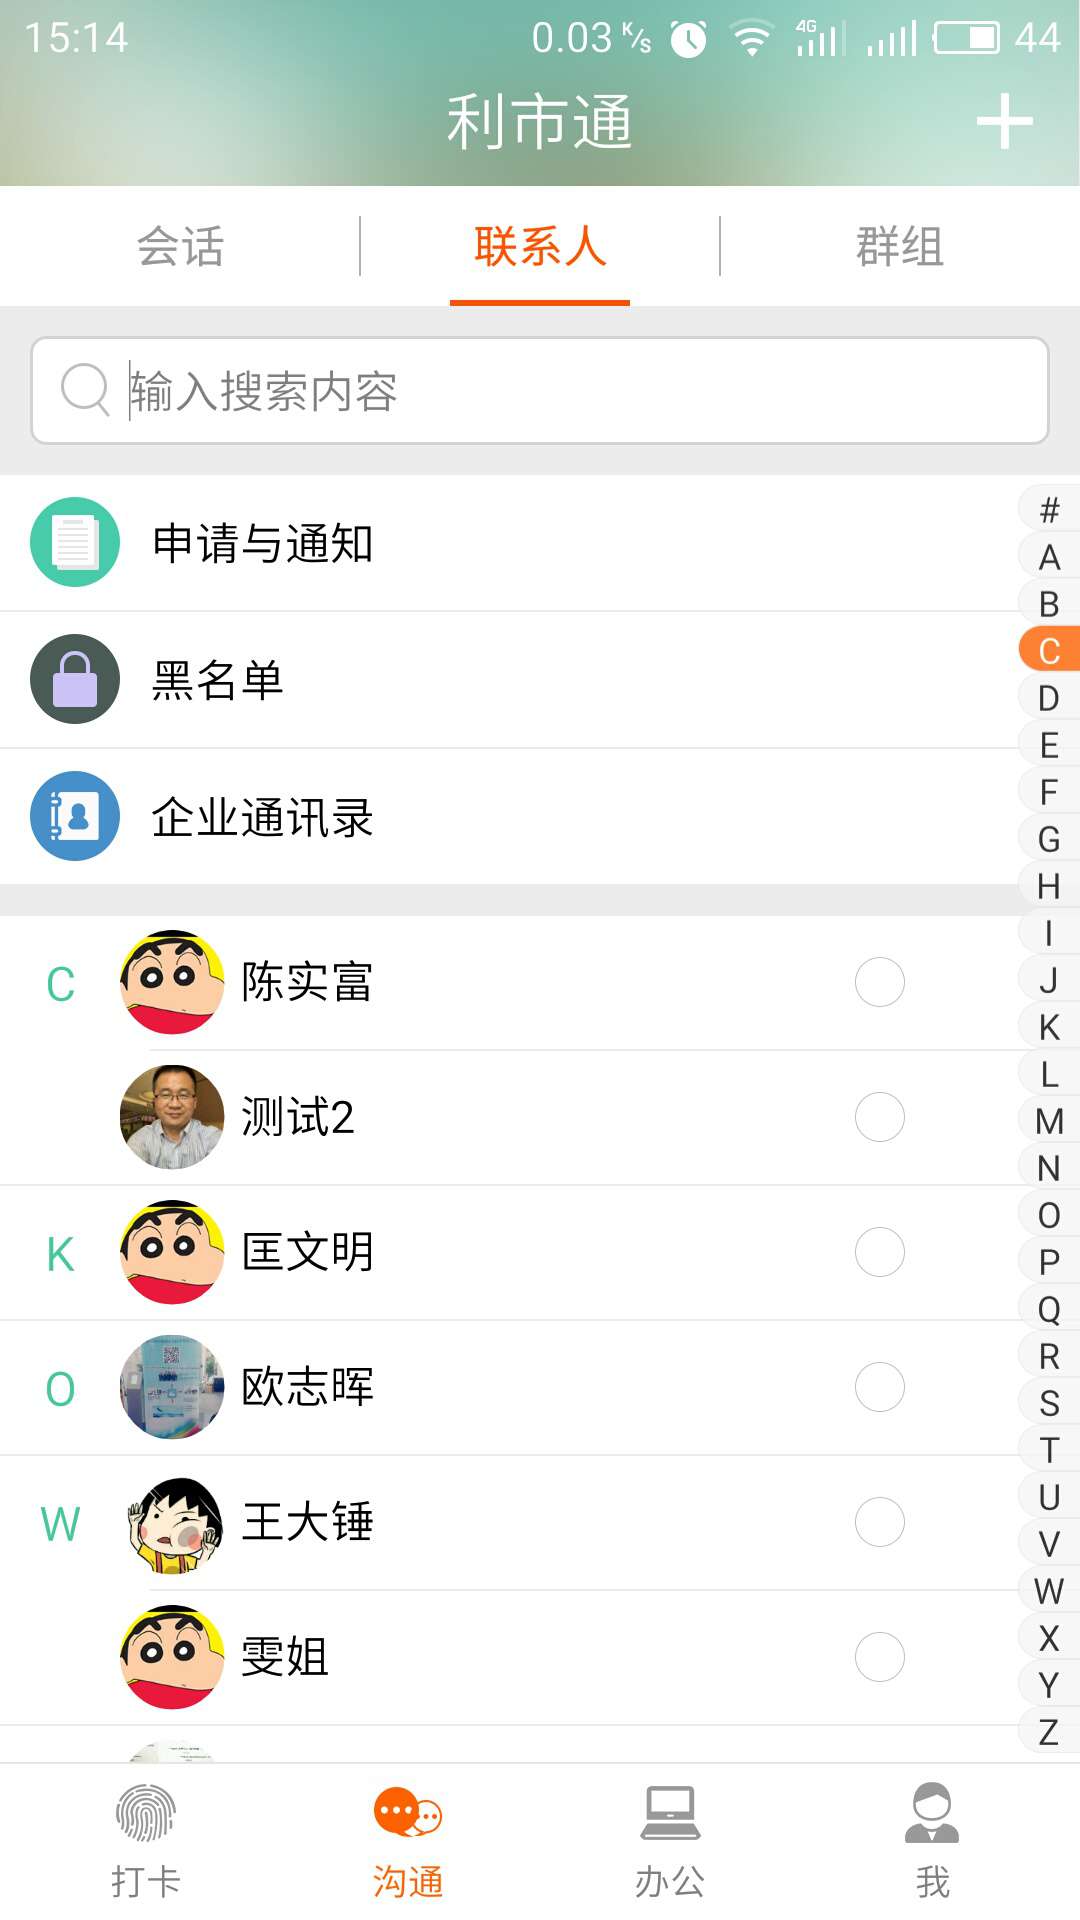 15:14 0.03 K/s 4G 44
利市通
会话 联系人 群组
输入搜索内容
申请与通知
黑名单
企业通讯录
C 陈实富
测试2
K 匡文明
O 欧志晖
W 王大锤
雯姐
#
A
B
C
D
E
F
G
H
I
J
K
L
M
N
O
P
Q
R
S
T
U
V
W
X
Y
Z
打卡 沟通 办公 我